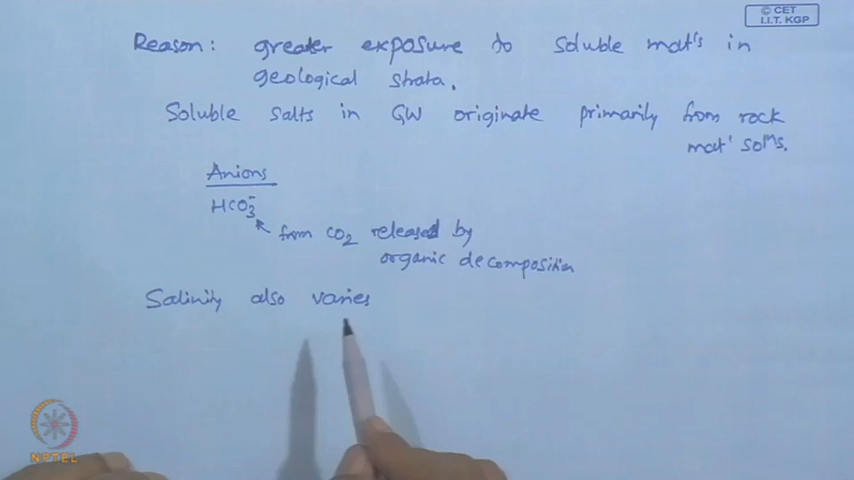 © CET
I.I.T. KGP
Reason: greater exposure to soluble mat's in
geological strata.
Soluble salts in GW originate primarily from rock
mat' solns.
Anions
HCO3-
from CO2 released by
organic decomposition
Salinity also varies
NPTEL